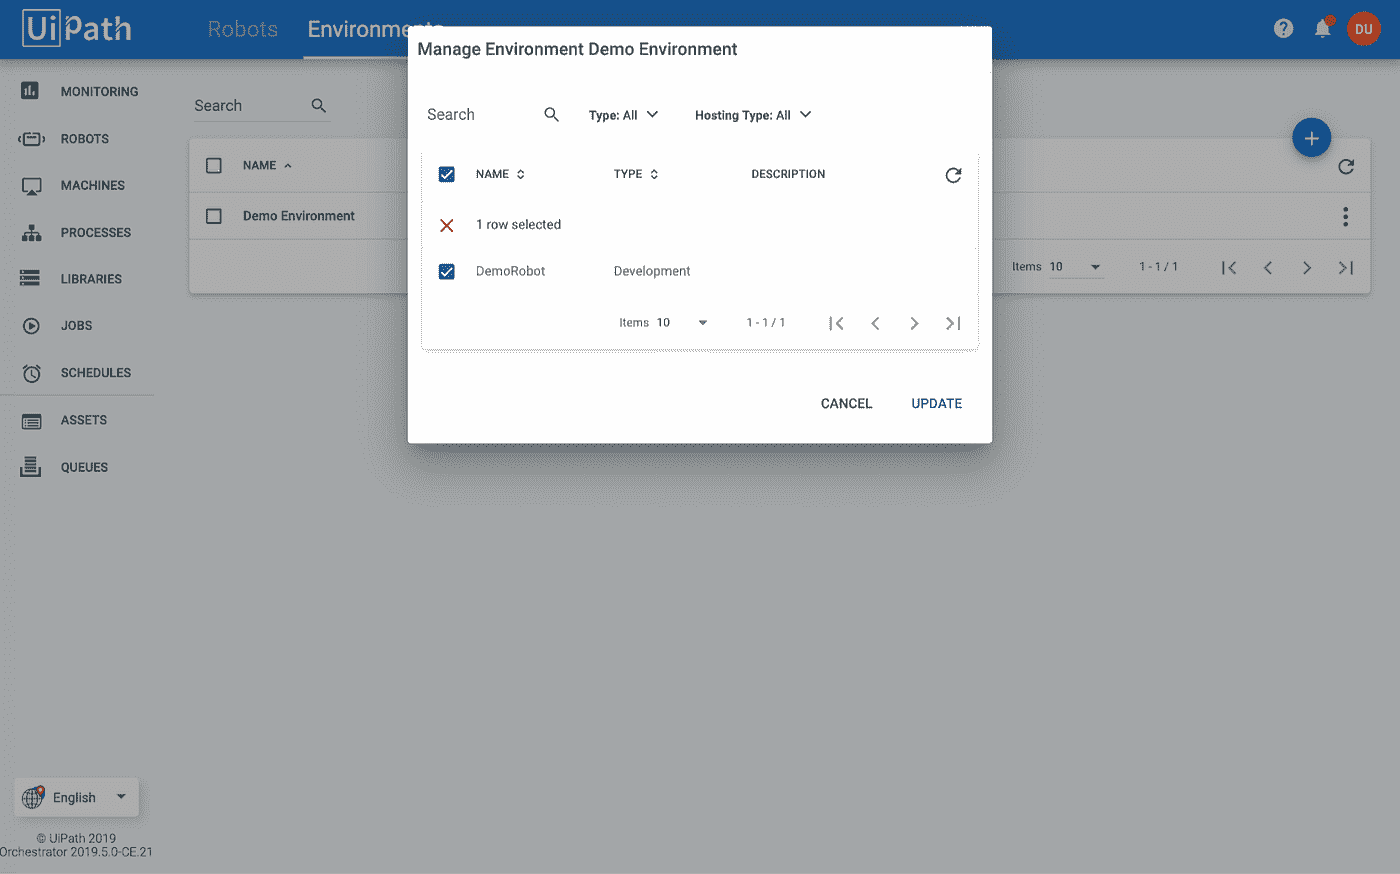 UiPath
Robots
Environments
DU
MONITORING
ROBOTS
MACHINES
PROCESSES
LIBRARIES
JOBS
SCHEDULES
ASSETS
QUEUES
Search
NAME
Demo Environment
Items 10
1 - 1 / 1
Manage Environment Demo Environment
Search
Type: All
Hosting Type: All
NAME
TYPE
DESCRIPTION
1 row selected
DemoRobot
Development
Items 10
1 - 1 / 1
CANCEL
UPDATE
English
© UiPath 2019
Orchestrator 2019.5.0-CE.21